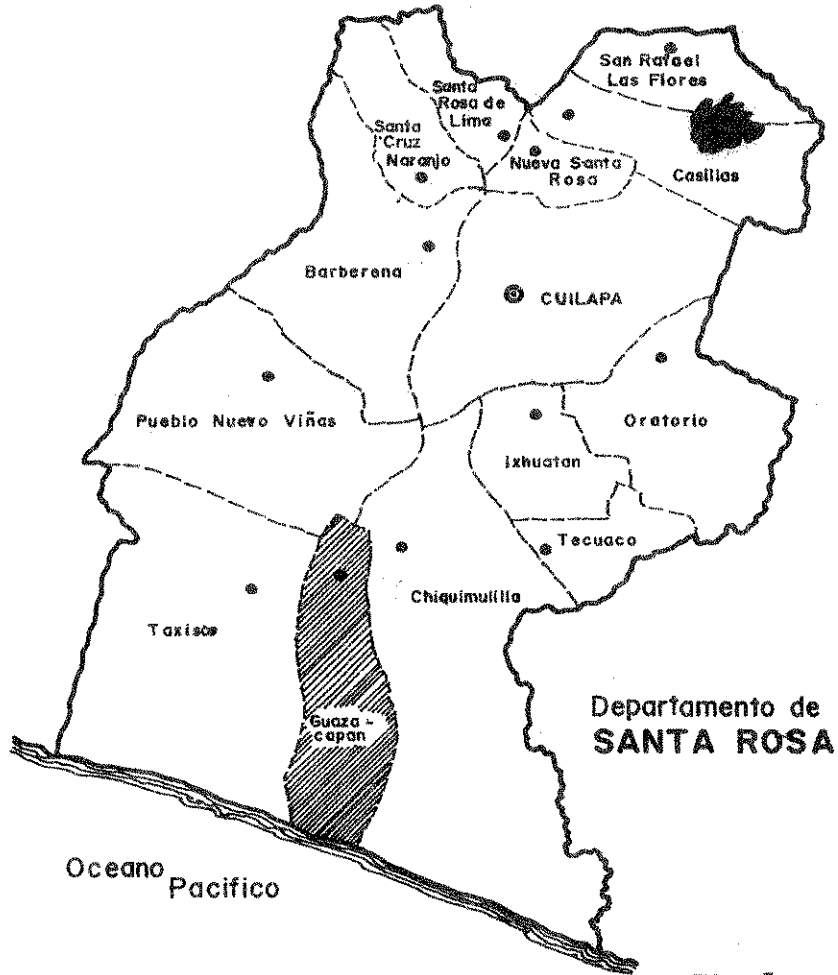 San Rafael
Las Flores
Santa
Rosa de
Lima
Santa
Cruz
Naranjo
Nueva Santa
Rosa
Casillas
Barberena
CUILAPA
Pueblo Nuevo Viñas
Oratorio
Ixhuatan
Tecuaco
Chiquimulilla
Taxisco
Guaza-
capan
Departamento de
SANTA ROSA
Oceano
Pacifico